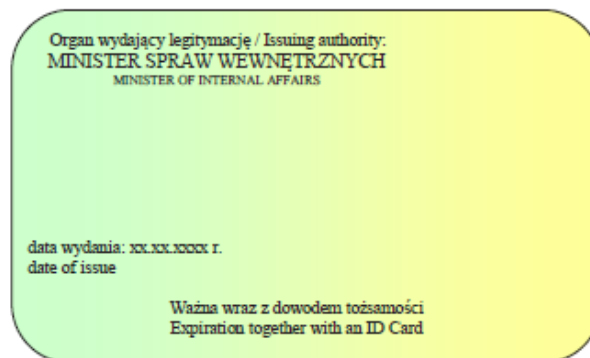 Organ wydający legitymację / Issuing authority:
MINISTER SPRAW WEWNĘTRZNYCH
MINISTER OF INTERNAL AFFAIRS
data wydania: xx.xx.xxxx r.
date of issue
Ważna wraz z dowodem tożsamości
Expiration together with an ID Card